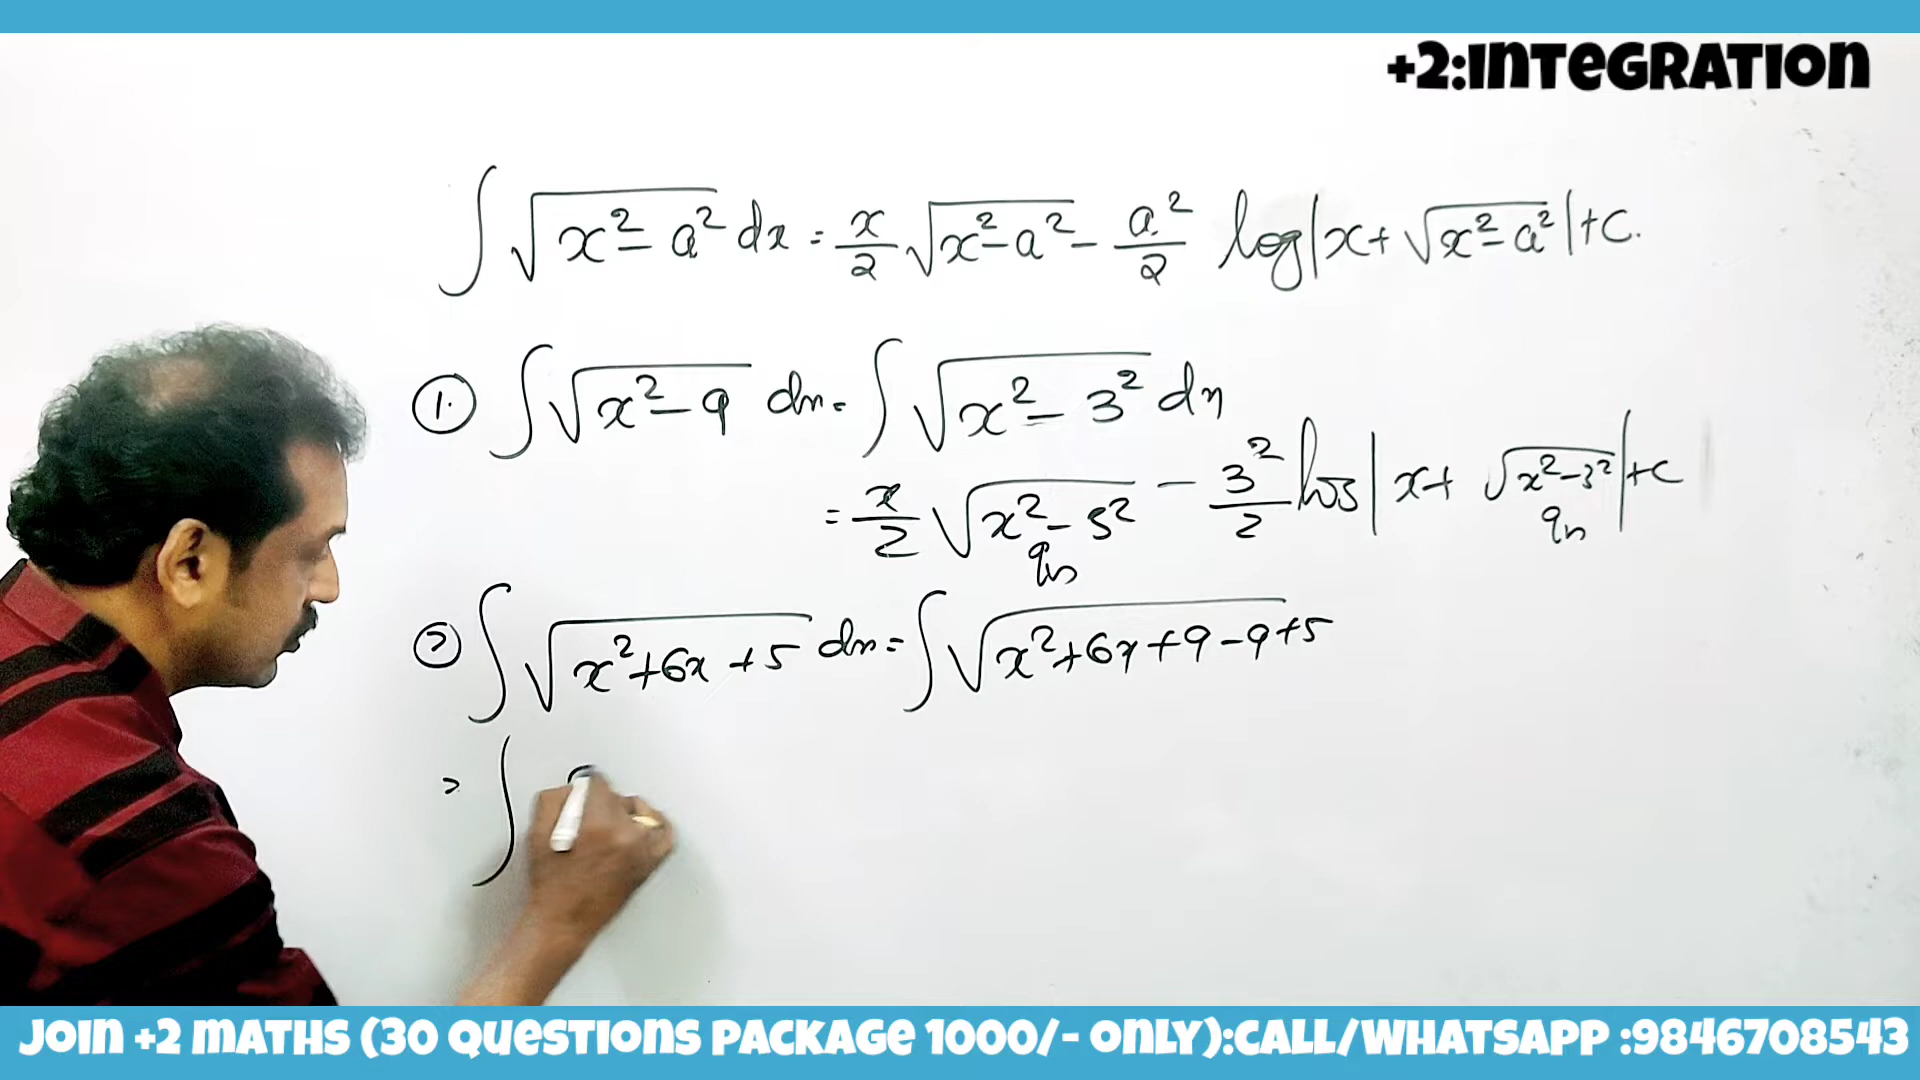 +2:INTEGRATION
∫ √x² - a² dx = x/2 √x² - a² - a²/2 log|x + √x² - a²| + c.
① ∫ √x² - 9 dx = ∫ √x² - 3² dx
= x/2 √x² - 3² - 3²/2 log|x + √x² - 3²| + c
qn qn
② ∫ √x² + 6x + 5 dx = ∫ √x² + 6x + 9 - 9 + 5
= ∫
JOIN +2 MATHS (30 QUESTIONS PACKAGE 1000/- ONLY):CALL/WHATSAPP :9846708543